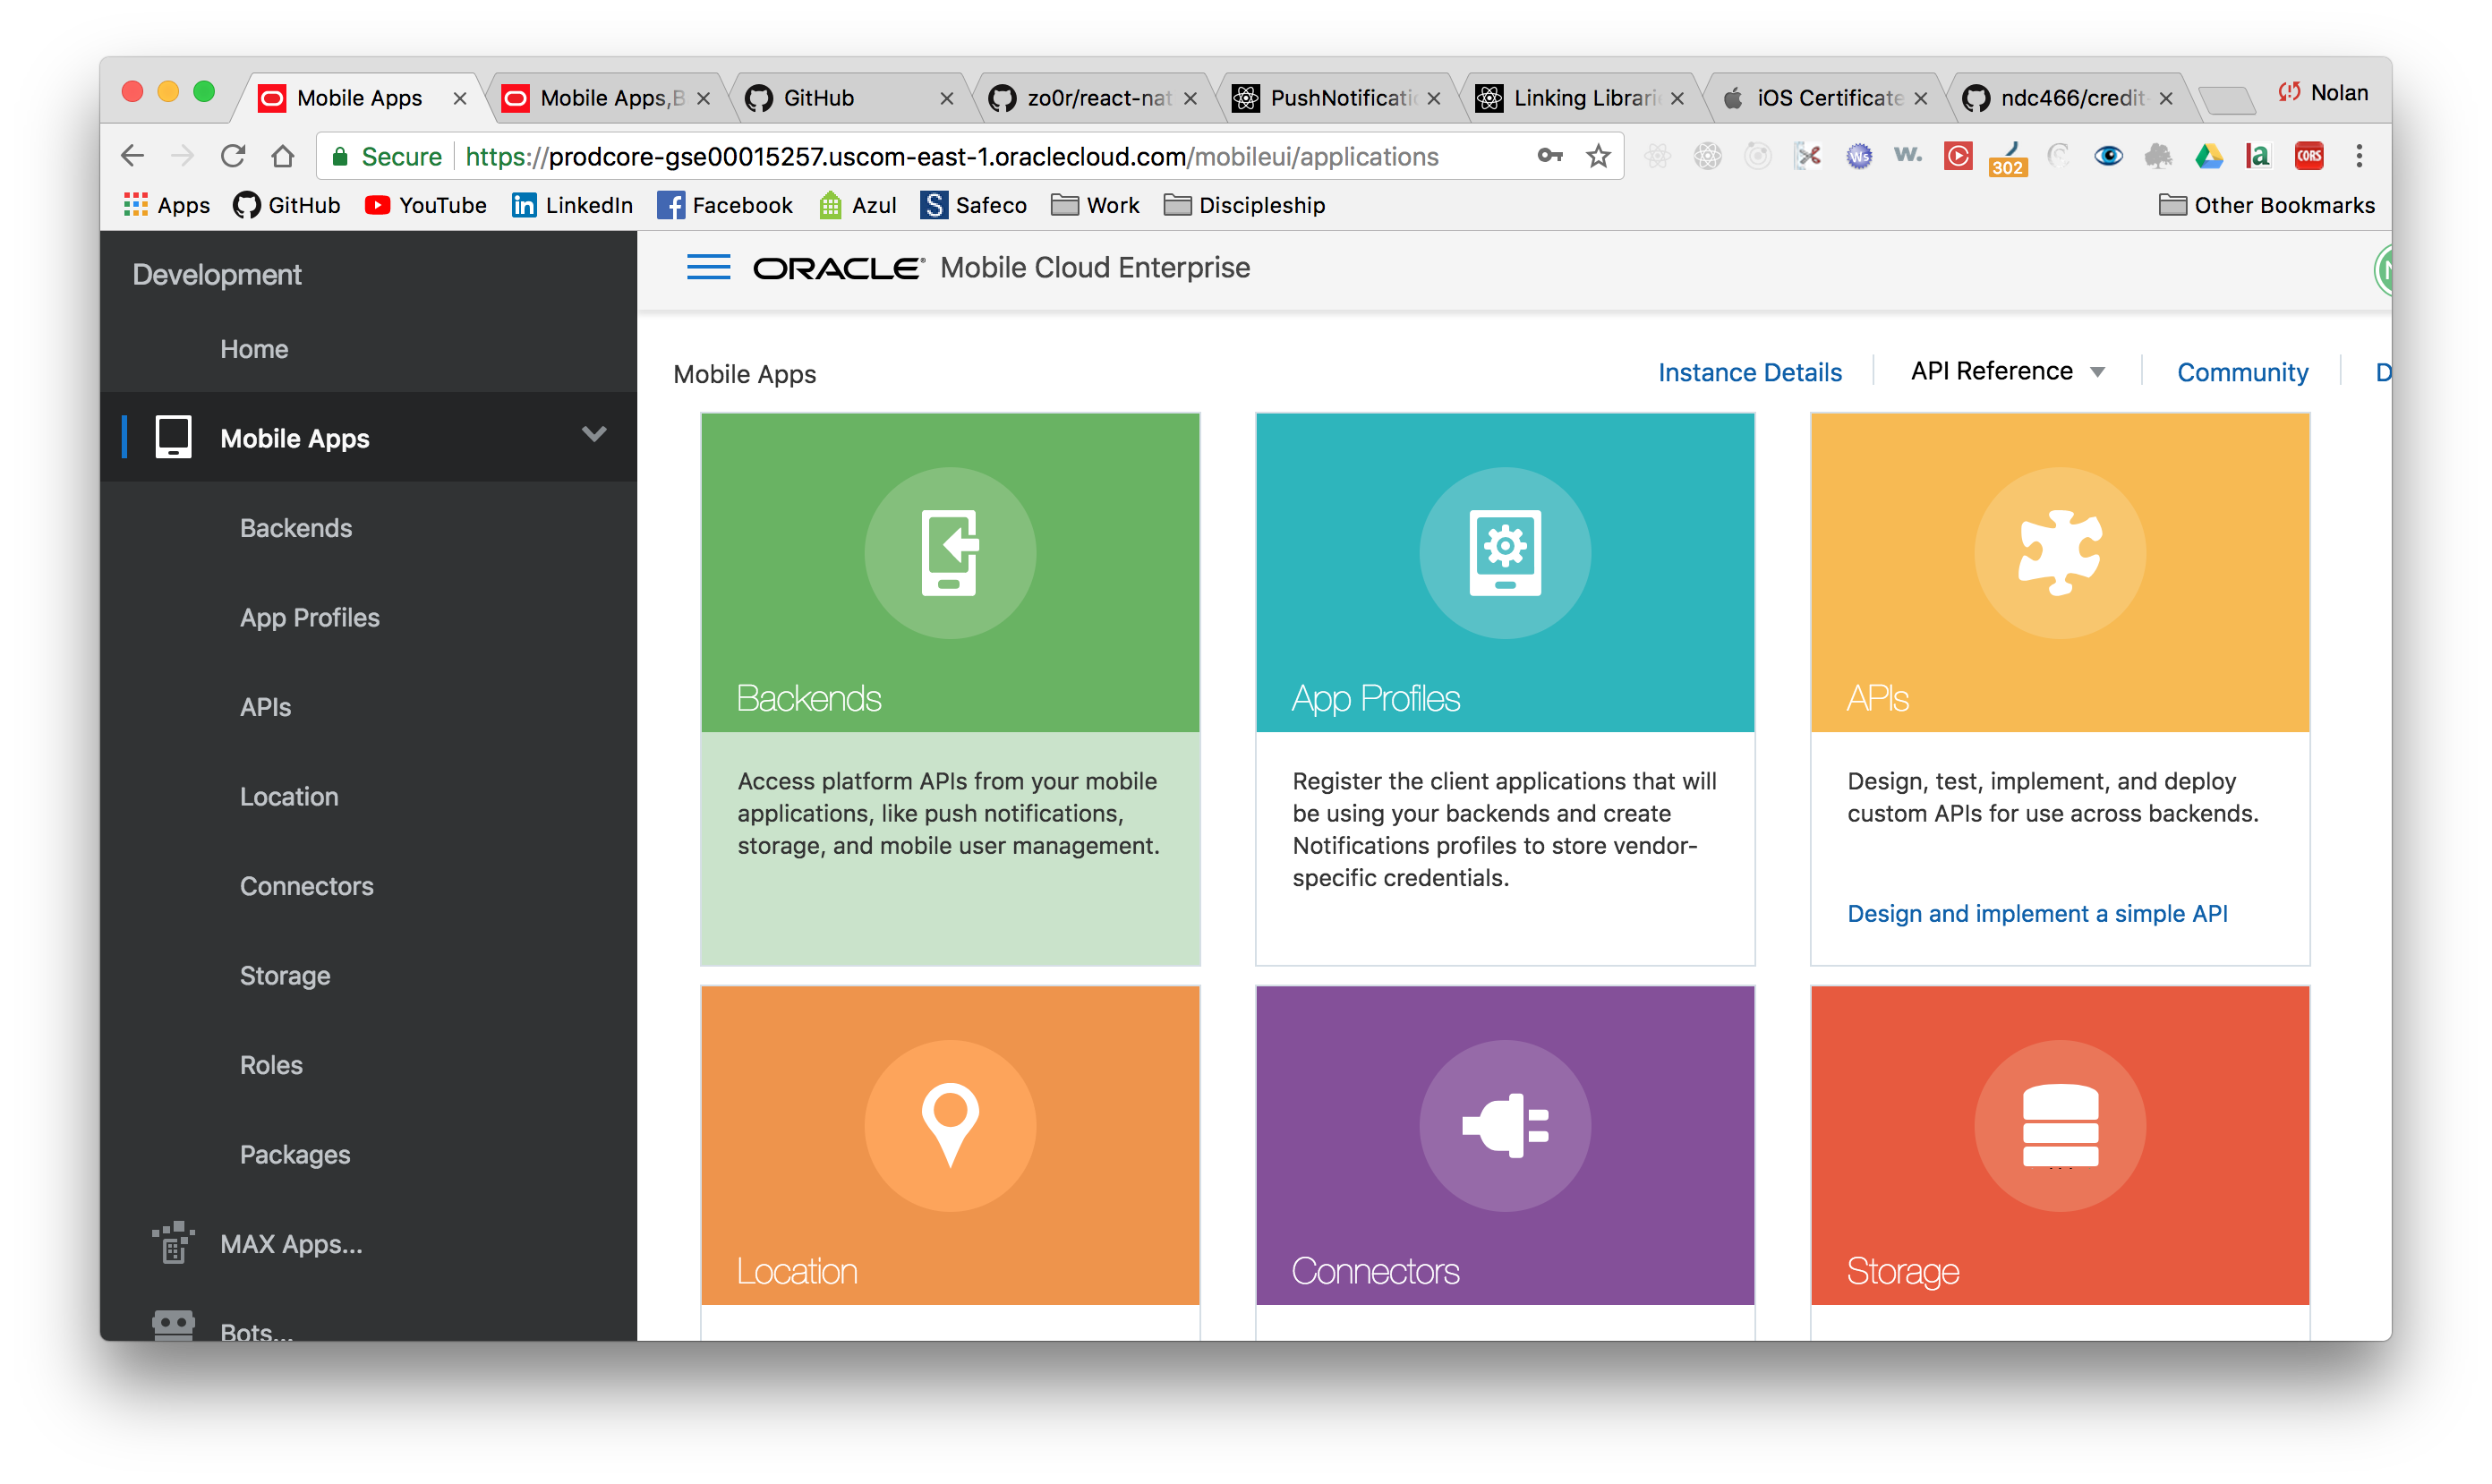 Mobile Apps
Mobile Apps,B
GitHub
zo0r/react-nat
PushNotificati
Linking Librari
iOS Certificate
ndc466/credit-
Nolan
Secure https://prodcore-gse00015257.uscom-east-1.oraclecloud.com/mobileui/applications
Ws
w.
302
a
CORS
Apps GitHub YouTube LinkedIn Facebook Azul Safeco Work Discipleship Other Bookmarks
Development
Home
Mobile Apps
Backends
App Profiles
APIs
Location
Connectors
Storage
Roles
Packages
MAX Apps...
Bots...
ORACLE® Mobile Cloud Enterprise
Mobile Apps
Instance Details
API Reference
Community
D
Backends
Access platform APIs from your mobile
applications, like push notifications,
storage, and mobile user management.
App Profiles
Register the client applications that will
be using your backends and create
Notifications profiles to store vendor-
specific credentials.
APIs
Design, test, implement, and deploy
custom APIs for use across backends.
Design and implement a simple API
Location
Connectors
Storage